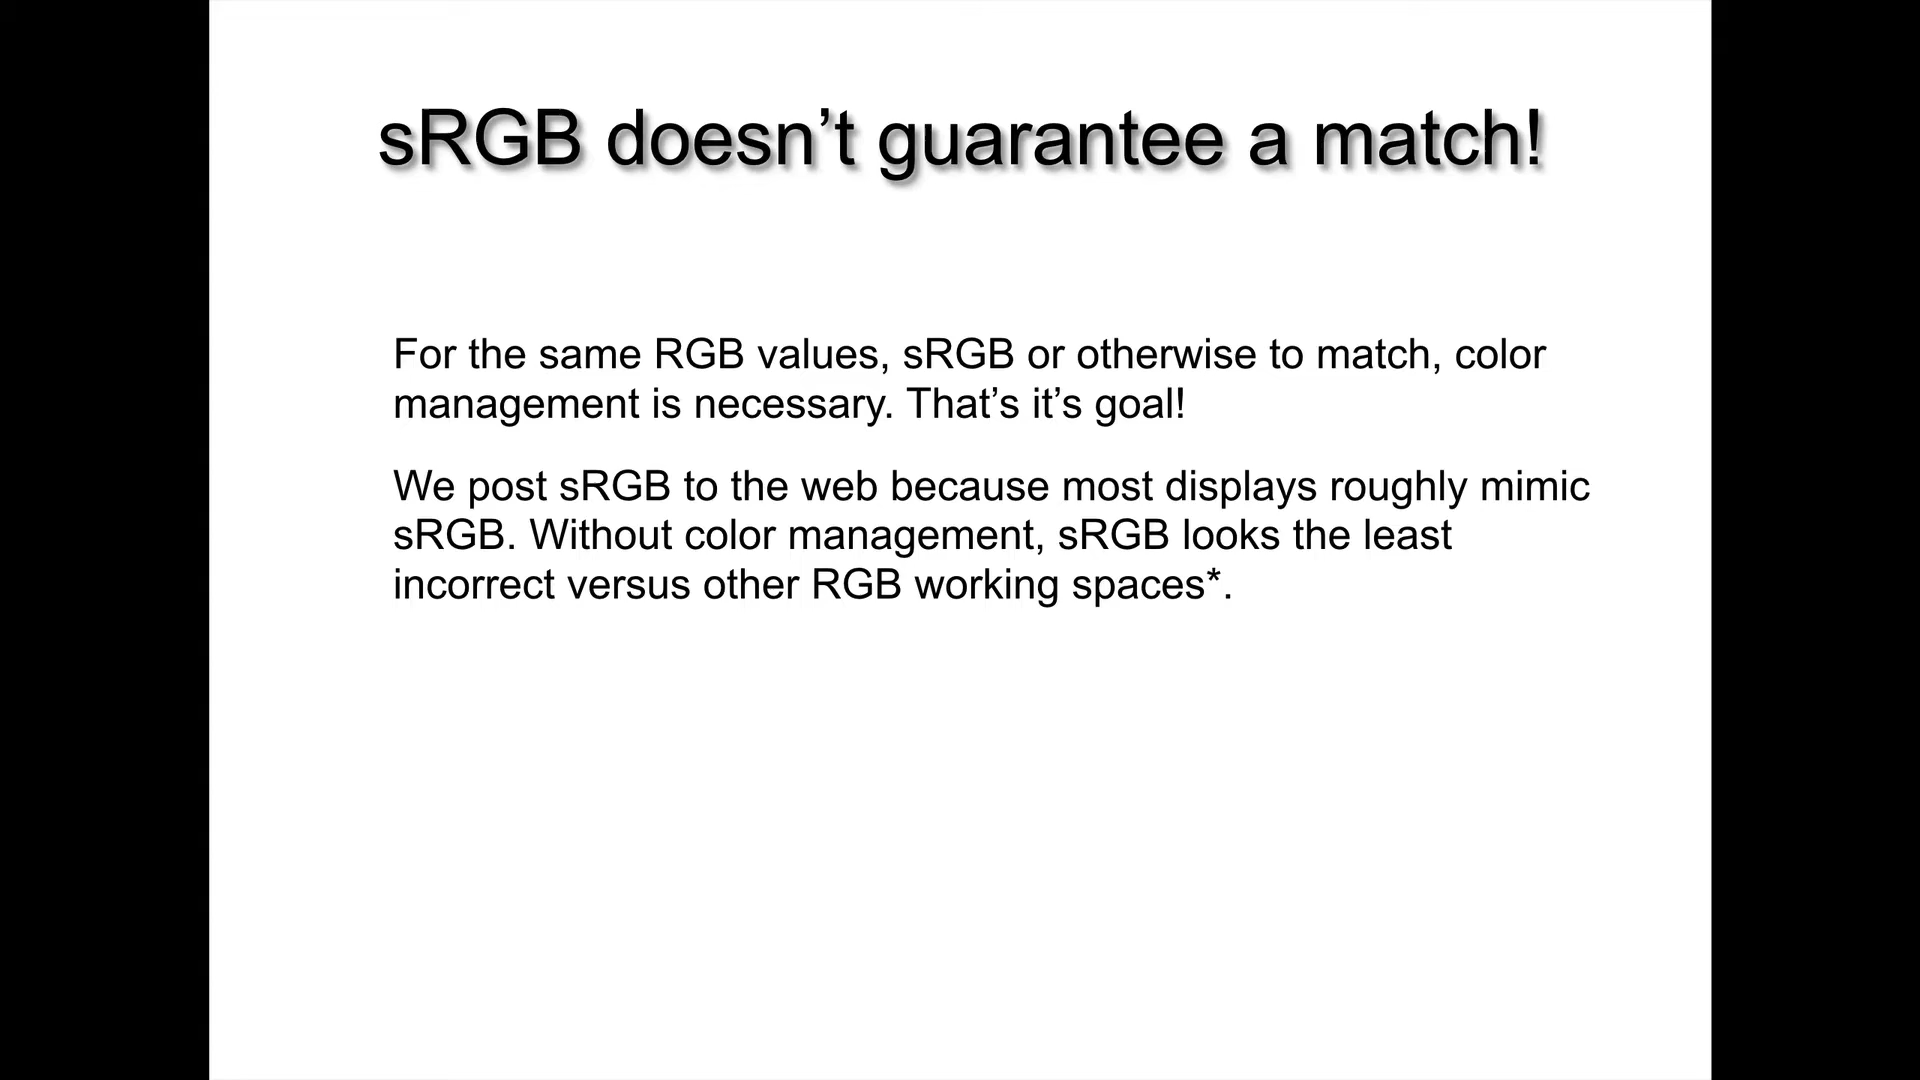 sRGB doesn’t guarantee a match!
For the same RGB values, sRGB or otherwise to match, color
management is necessary. That’s it’s goal!
We post sRGB to the web because most displays roughly mimic
sRGB. Without color management, sRGB looks the least
incorrect versus other RGB working spaces*.